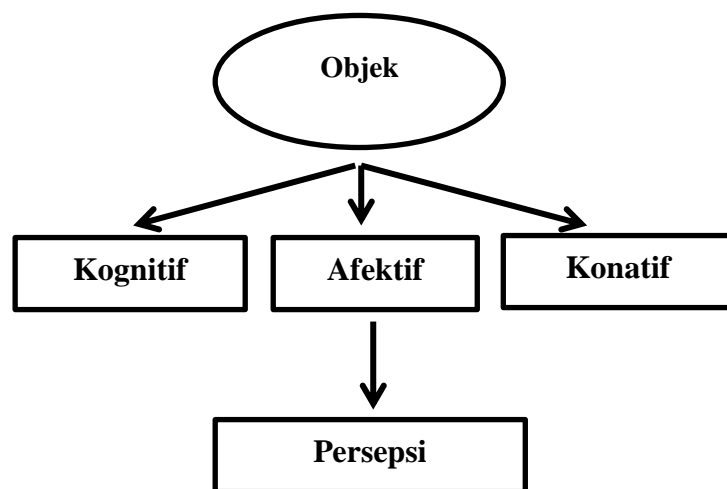 Objek
Kognitif
Afektif
Konatif
Persepsi